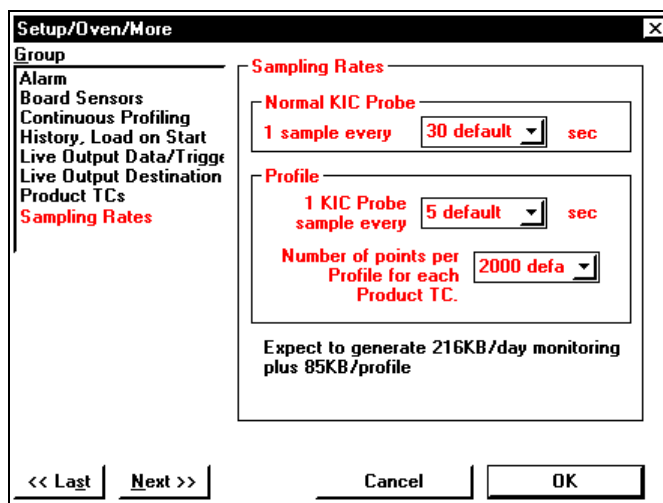 Setup/Oven/More
Group
Alarm
Board Sensors
Continuous Profiling
History, Load on Start
Live Output Data/Trigge
Live Output Destination
Product TCs
Sampling Rates
Sampling Rates
Normal KIC Probe
1 sample every 30 default sec
Profile
1 KIC Probe
sample every 5 default sec
Number of points per
Profile for each
Product TC. 2000 defa
Expect to generate 216KB/day monitoring
plus 85KB/profile
<< Last Next >> Cancel OK